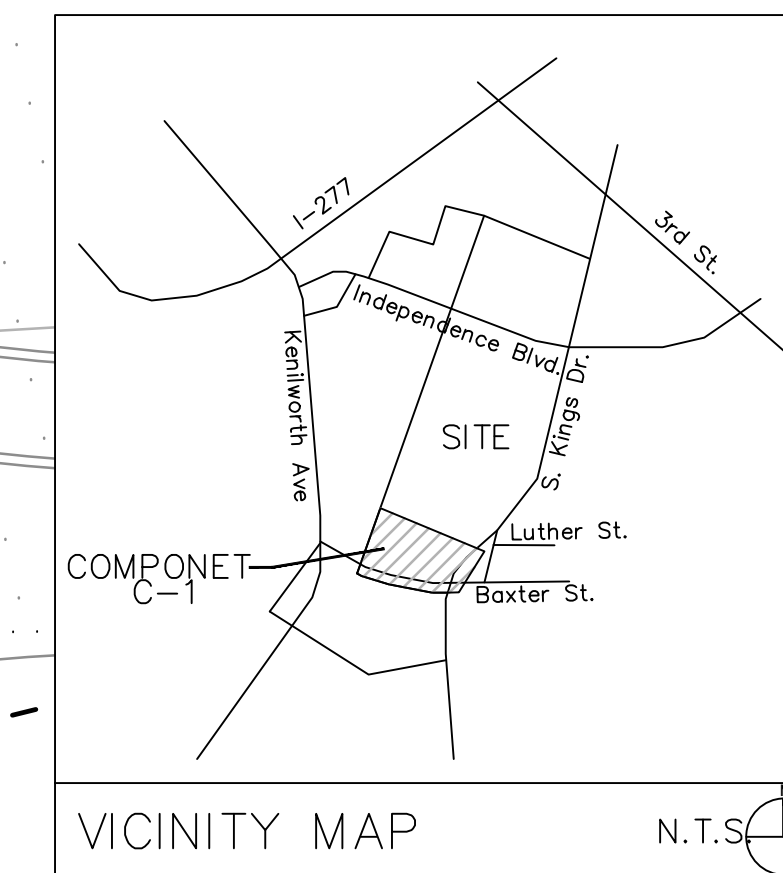 I-277
3rd St.
Independence Blvd.
Kenilworth Ave
S. Kings Dr.
SITE
Luther St.
COMPONET
C-1
Baxter St.
VICINITY MAP
N.T.S.